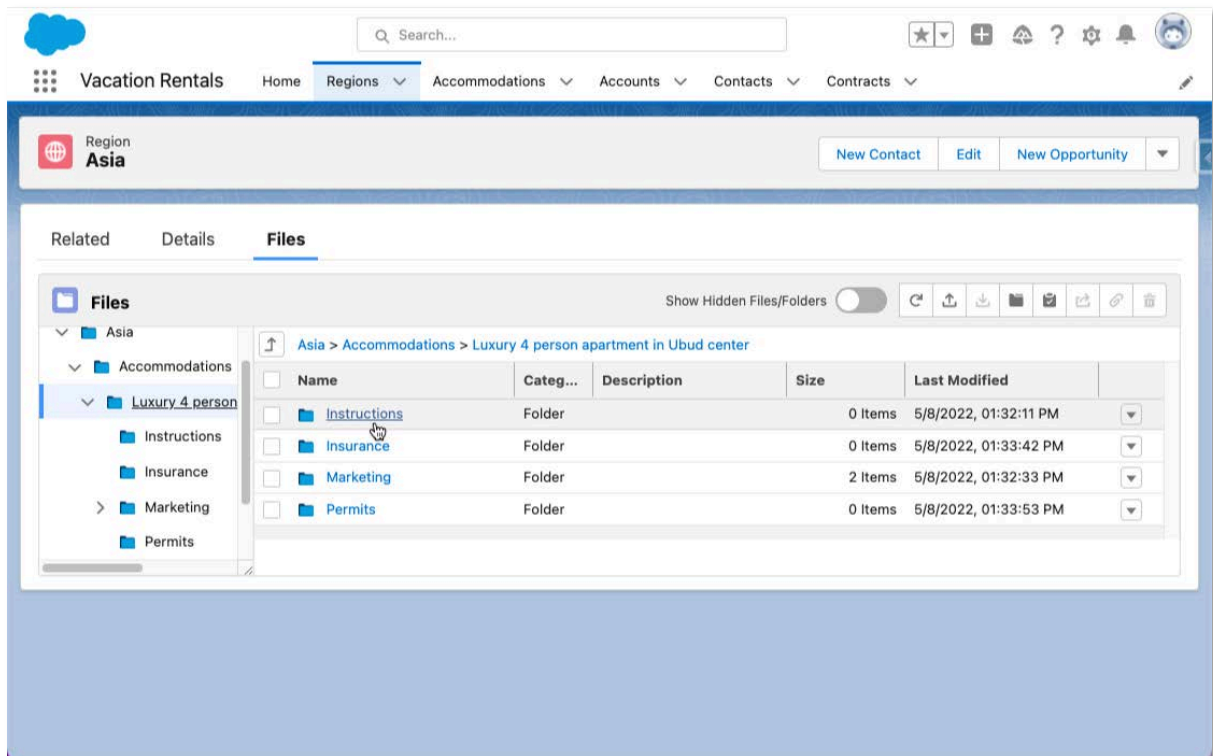 Search...
Vacation Rentals Home Regions Accommodations Accounts Contacts Contracts
Region
Asia
New Contact Edit New Opportunity
Related Details Files
Files
Show Hidden Files/Folders
Asia
Accommodations
Luxury 4 person
Instructions
Insurance
Marketing
Permits
Asia > Accommodations > Luxury 4 person apartment in Ubud center
Name Categ... Description Size Last Modified
Instructions Folder 0 Items 5/8/2022, 01:32:11 PM
Insurance Folder 0 Items 5/8/2022, 01:33:42 PM
Marketing Folder 2 Items 5/8/2022, 01:32:33 PM
Permits Folder 0 Items 5/8/2022, 01:33:53 PM